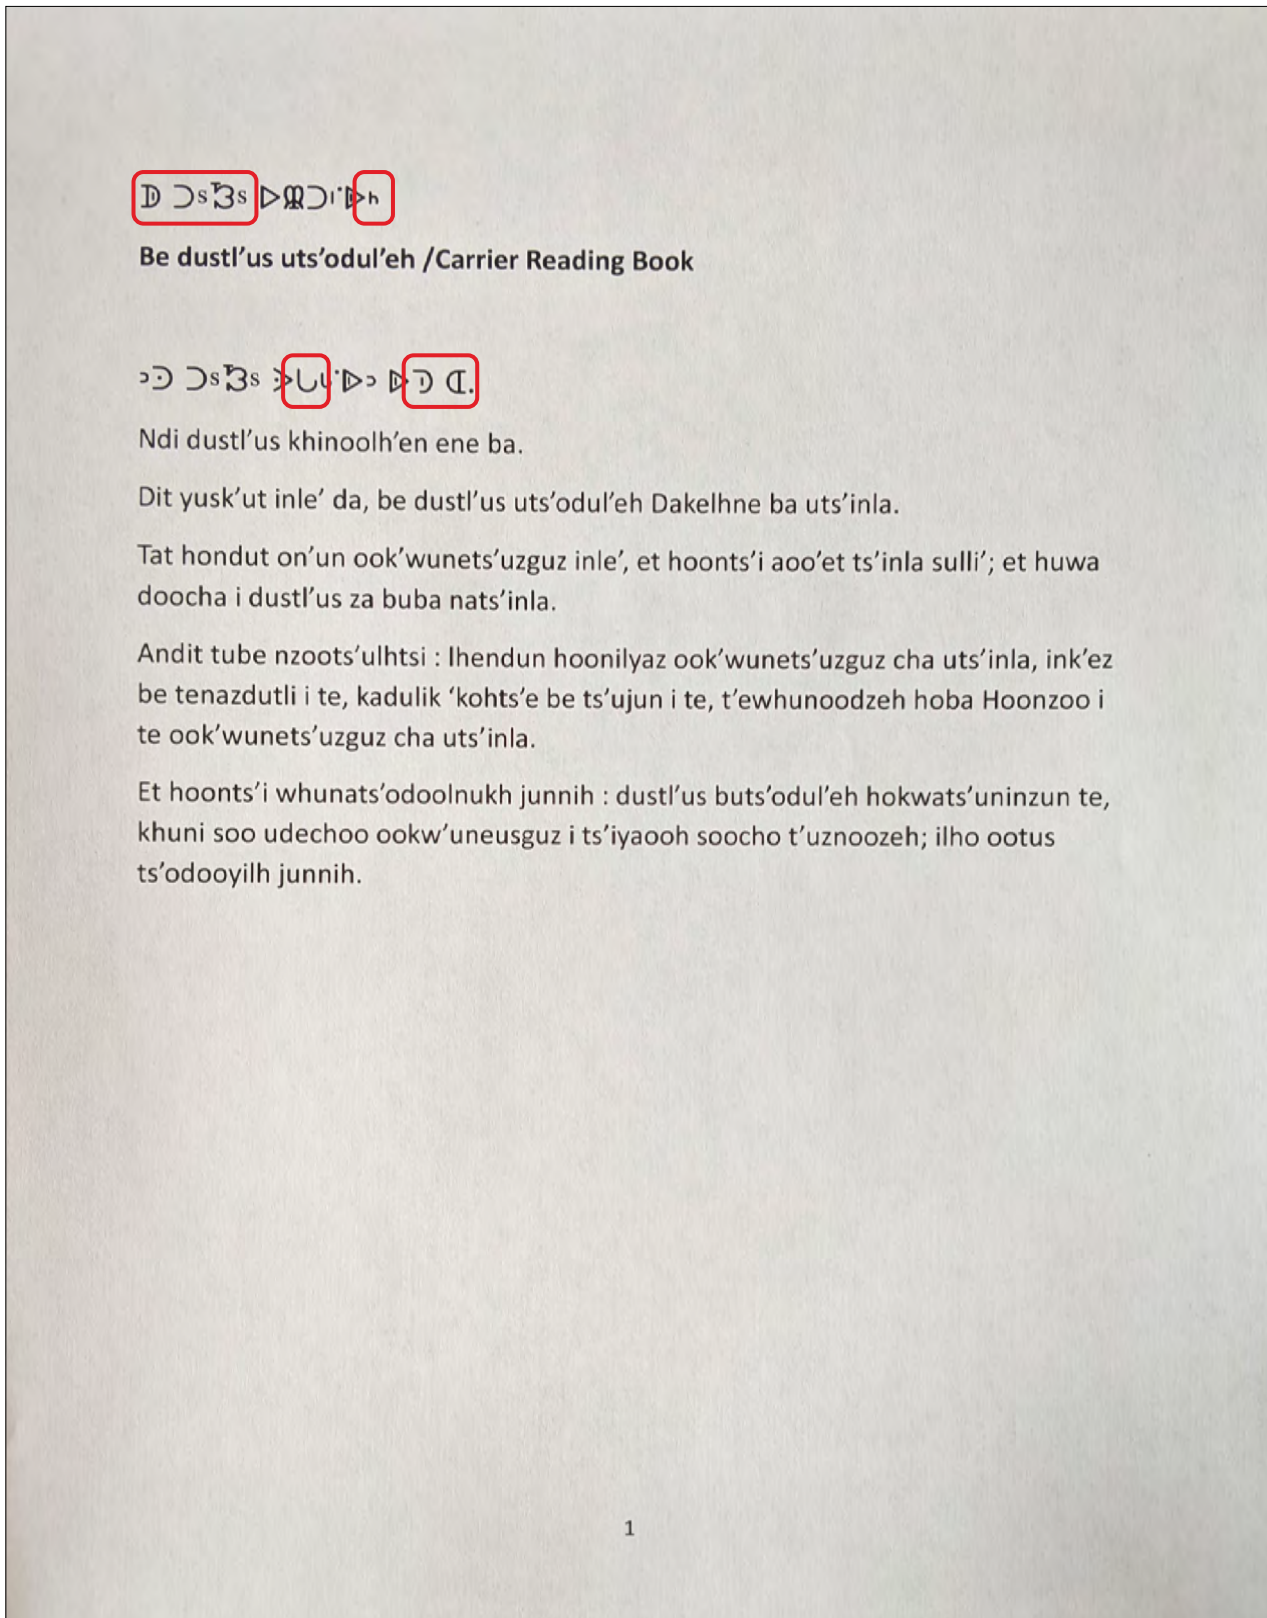 Be dustl'us uts'odul'eh /Carrier Reading Book
Ndi dustl'us khinoolh'en ene ba.
Dit yusk'ut inle' da, be dustl'us uts'odul'eh Dakelhne ba uts'inla.
Tat hondut on'un ook'wunets'uzguz inle', et hoonts'i aoo'et ts'inla sulli'; et huwa
doocha i dustl'us za buba nats'inla.
Andit tube nzoots'ulhtsi : lhendun hoonilyaz ook'wunets'uzguz cha uts'inla, ink'ez
be tenazdutli i te, kadulik 'kohts'e be ts'ujun i te, t'ewhunoodzeh hoba Hoonzoo i
te ook'wunets'uzguz cha uts'inla.
Et hoonts'i whunats'odoolnukh junnih : dustl'us buts'odul'eh hokwats'uninzun te,
khuni soo udechoo ookw'uneusguz i ts'iyaooh soocho t'uznoozeh; ilho ootus
ts'odooyilh junnih.
1